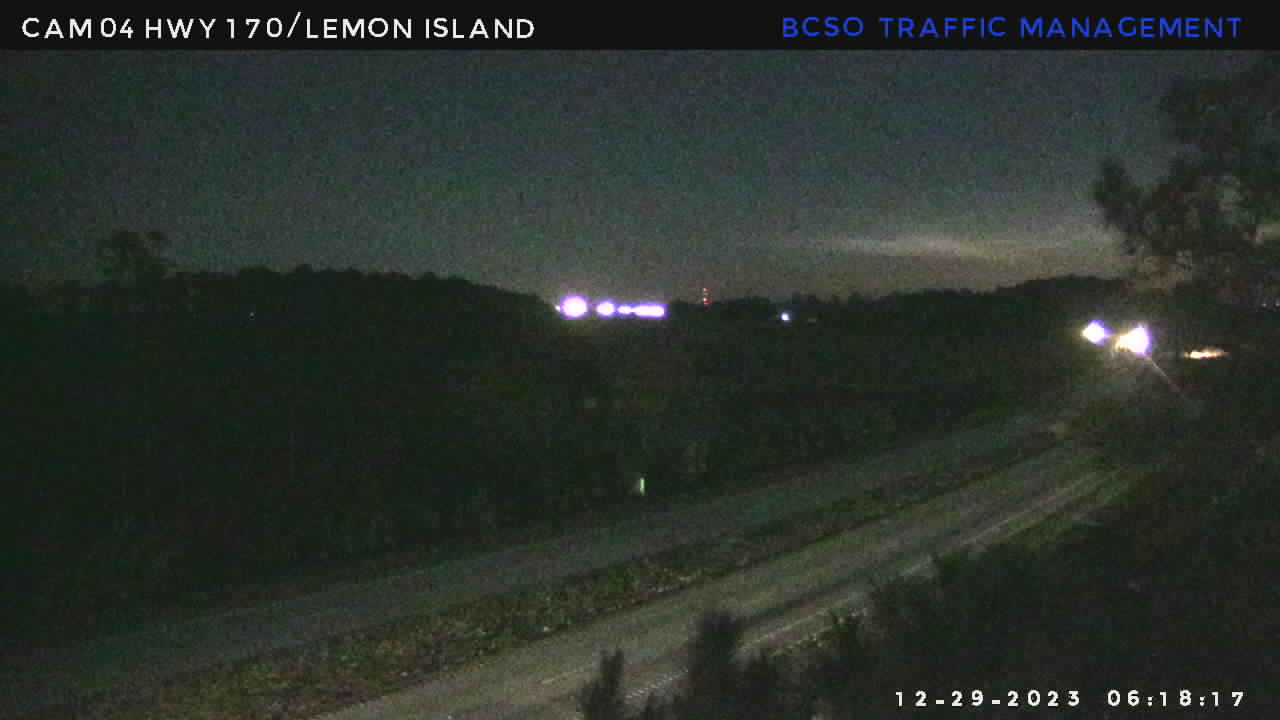 CAM04 HWY 170/LEMON ISLAND
BCSO TRAFFIC MANAGEMENT
12-29-2023 06:18:17